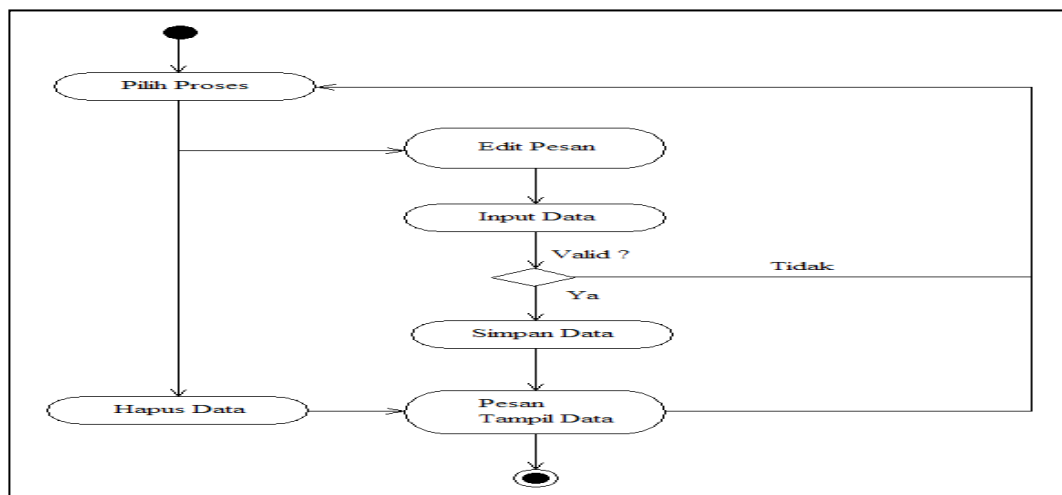 Pilih Proses
Edit Pesan
Input Data
Valid ?
Tidak
Ya
Simpan Data
Hapus Data
Pesan
Tampil Data